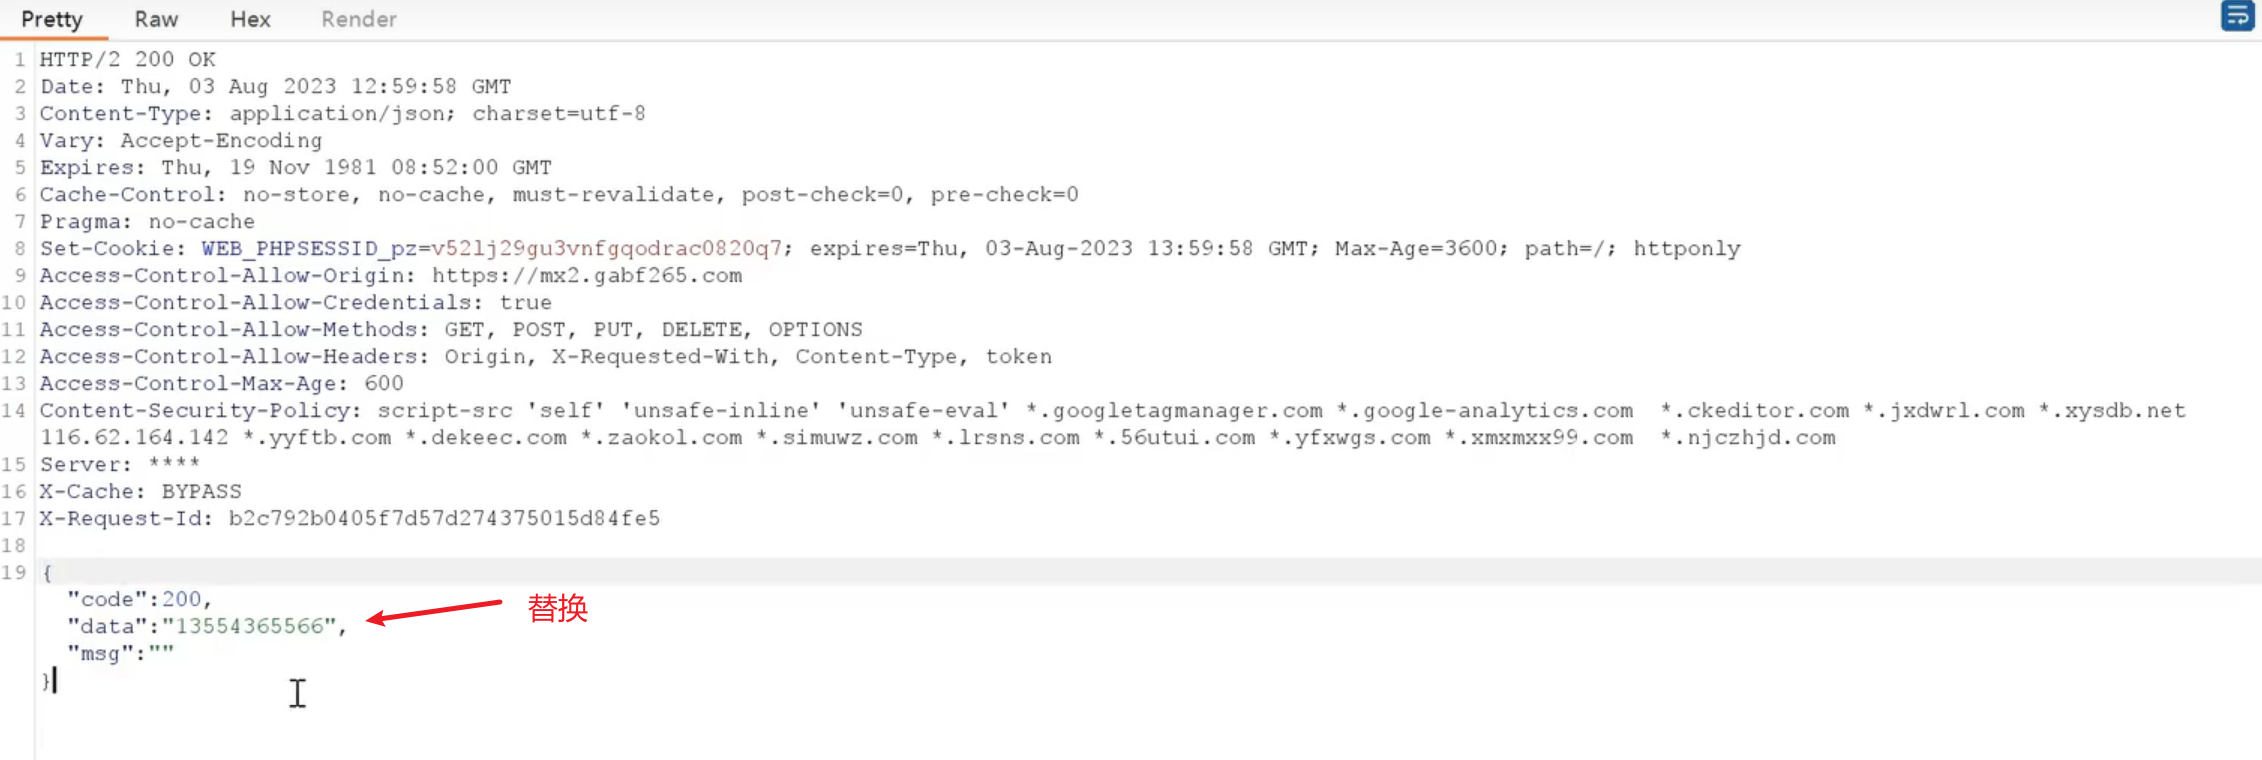 Pretty Raw Hex Render
1 HTTP/2 200 OK
2 Date: Thu, 03 Aug 2023 12:59:58 GMT
3 Content-Type: application/json; charset=utf-8
4 Vary: Accept-Encoding
5 Expires: Thu, 19 Nov 1981 08:52:00 GMT
6 Cache-Control: no-store, no-cache, must-revalidate, post-check=0, pre-check=0
7 Pragma: no-cache
8 Set-Cookie: WEB_PHPSESSID_pz=v52lj29gu3vnfgqodrac0820q7; expires=Thu, 03-Aug-2023 13:59:58 GMT; Max-Age=3600; path=/; httponly
9 Access-Control-Allow-Origin: https://mx2.gabf265.com
10 Access-Control-Allow-Credentials: true
11 Access-Control-Allow-Methods: GET, POST, PUT, DELETE, OPTIONS
12 Access-Control-Allow-Headers: Origin, X-Requested-With, Content-Type, token
13 Access-Control-Max-Age: 600
14 Content-Security-Policy: script-src 'self' 'unsafe-inline' 'unsafe-eval' *.googletagmanager.com *.google-analytics.com *.ckeditor.com *.jxdwrl.com *.xysdb.net
116.62.164.142 *.yyftb.com *.dekeec.com *.zaokol.com *.simuwz.com *.lrsns.com *.56utui.com *.yfxwgs.com *.xmxmxx99.com *.njczhjd.com
15 Server: ****
16 X-Cache: BYPASS
17 X-Request-Id: b2c792b0405f7d57d274375015d84fe5
18
19 {
"code":200,
"data":"13554365566", 替换
"msg":""
}